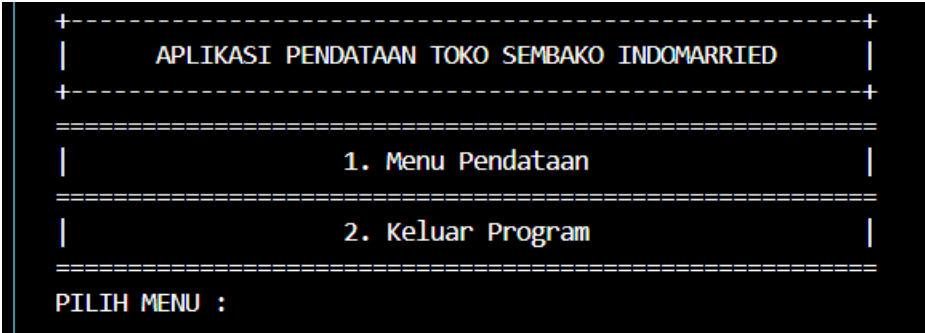 +-------------------------------------------------------+
| APLIKASI PENDATAAN TOKO SEMBAKO INDOMARRIED |
+-------------------------------------------------------+
=========================================================
| 1. Menu Pendataan |
=========================================================
| 2. Keluar Program |
=========================================================
PILIH MENU :